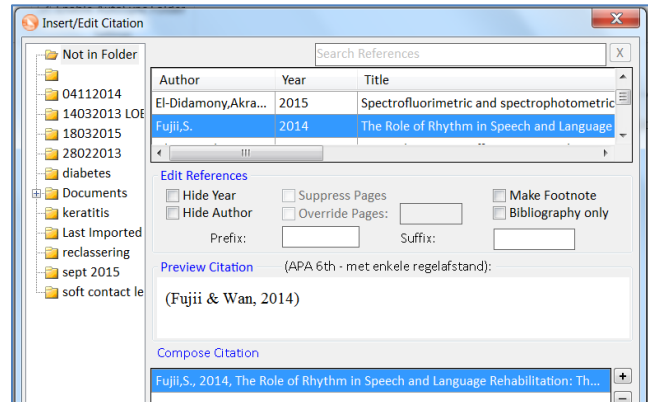 Insert/Edit Citation
X
Not in Folder
04112014
14032013 LOE
18032015
28022013
diabetes
Documents
keratitis
Last Imported
reclassering
sept 2015
soft contact le
Search References
X
Author Year Title
El-Didamony,Akra... 2015 Spectrofluorimetric and spectrophotometric
Fujii,S. 2014 The Role of Rhythm in Speech and Language
Edit References
Hide Year Suppress Pages Make Footnote
Hide Author Override Pages: Bibliography only
Prefix: Suffix:
Preview Citation (APA 6th - met enkele regelafstand):
(Fujii & Wan, 2014)
Compose Citation
Fujii,S., 2014, The Role of Rhythm in Speech and Language Rehabilitation: Th...